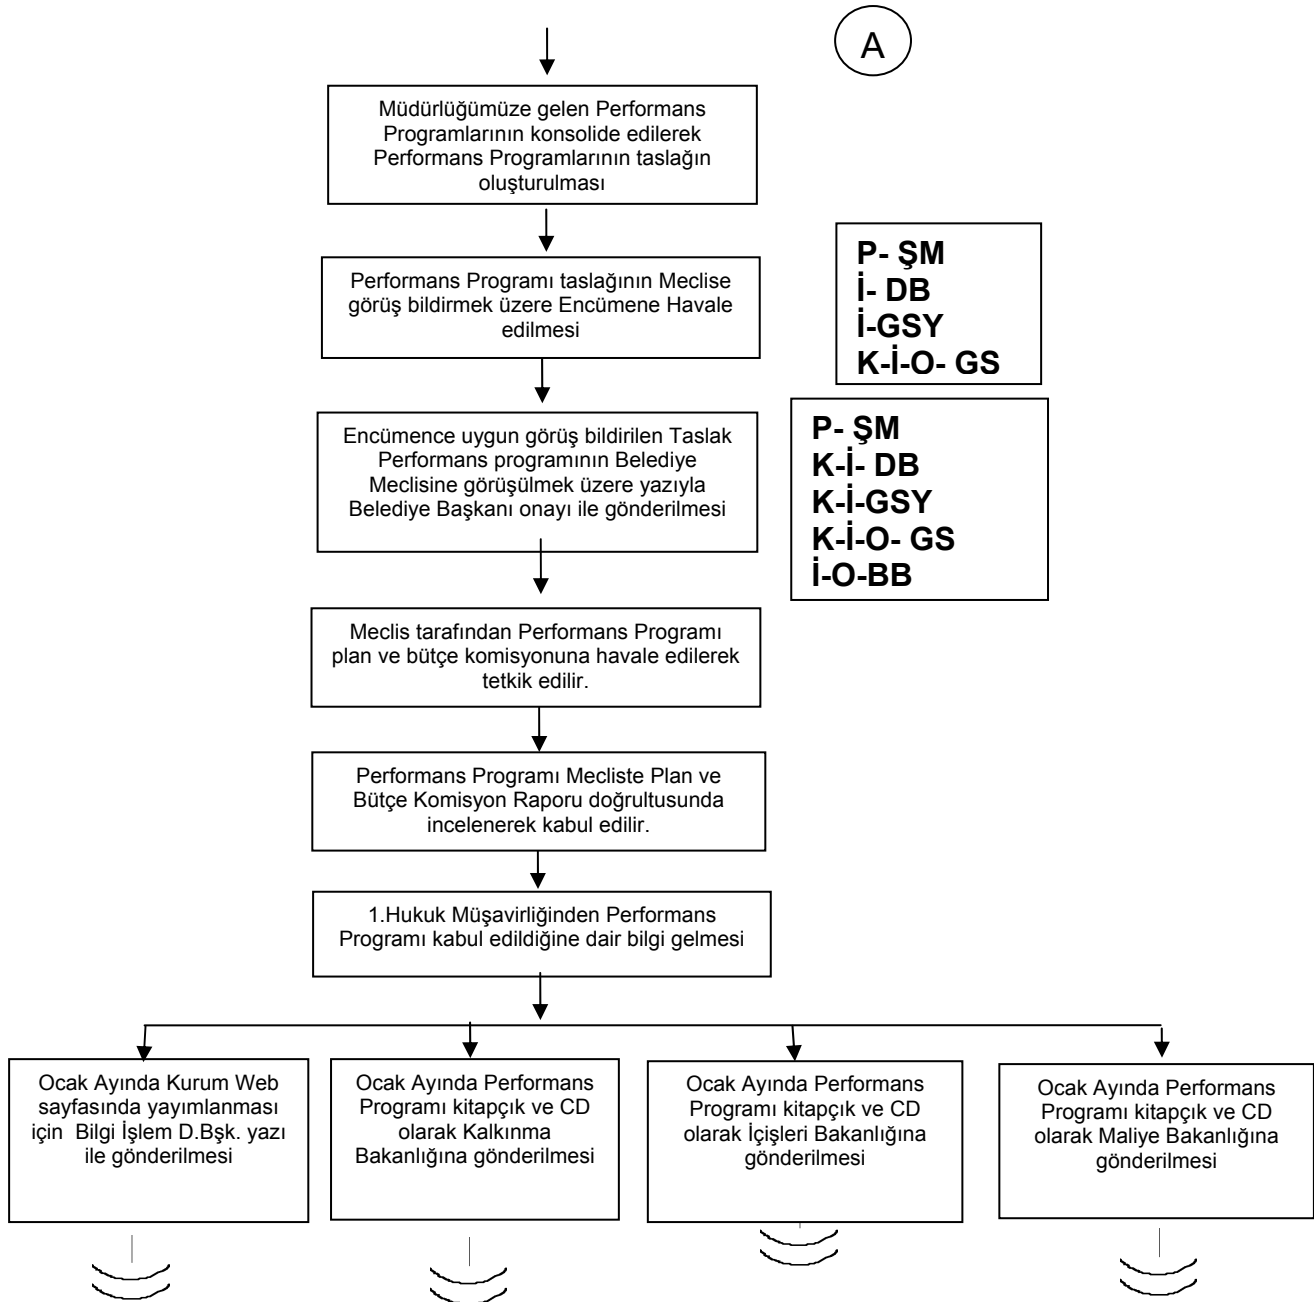 A
Müdürlüğümüze gelen Performans
Programlarının konsolide edilerek
Performans Programlarının taslağın
oluşturulması
Performans Programı taslağının Meclise
görüş bildirmek üzere Encümene Havale
edilmesi
P- ŞM
İ- DB
İ-GSY
K-İ-O- GS
Encümence uygun görüş bildirilen Taslak
Performans programının Belediye
Meclisine görüşülmek üzere yazıyla
Belediye Başkanı onayı ile gönderilmesi
P- ŞM
K-İ- DB
K-İ-GSY
K-İ-O- GS
İ-O-BB
Meclis tarafından Performans Programı
plan ve bütçe komisyonuna havale edilerek
tetkik edilir.
Performans Programı Mecliste Plan ve
Bütçe Komisyon Raporu doğrultusunda
incelenerek kabul edilir.
1.Hukuk Müşavirliğinden Performans
Programı kabul edildiğine dair bilgi gelmesi
Ocak Ayında Kurum Web
sayfasında yayımlanması
için Bilgi İşlem D.Bşk. yazı
ile gönderilmesi
Ocak Ayında Performans
Programı kitapçık ve CD
olarak Kalkınma
Bakanlığına gönderilmesi
Ocak Ayında Performans
Programı kitapçık ve CD
olarak İçişleri Bakanlığına
gönderilmesi
Ocak Ayında Performans
Programı kitapçık ve CD
olarak Maliye Bakanlığına
gönderilmesi